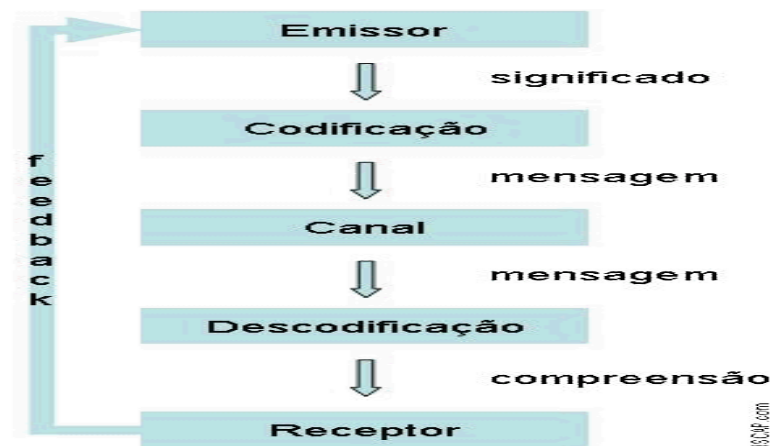 Emissor
significado
Codificação
mensagem
Canal
mensagem
Descodificação
compreensão
Receptor
feedback